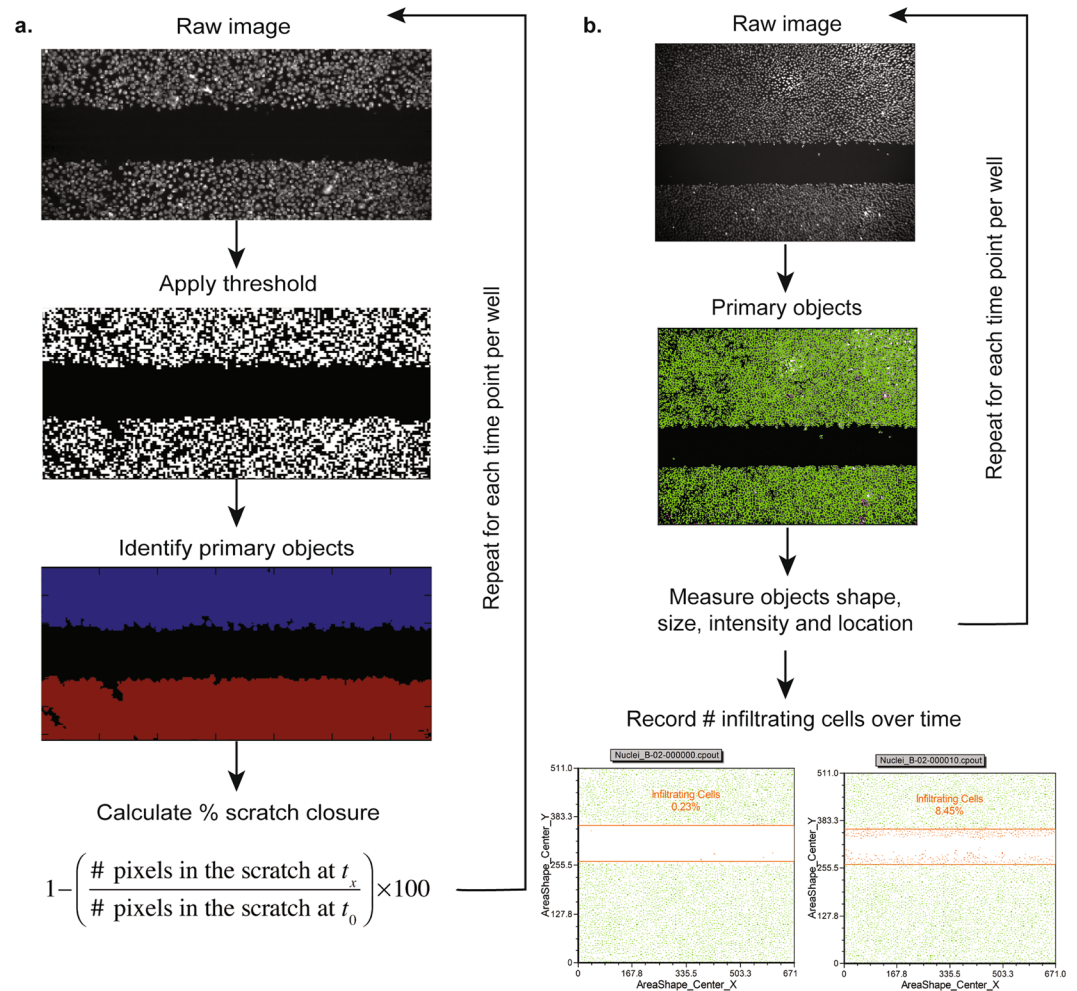 a.
Raw image
Apply threshold
Identify primary objects
Calculate % scratch closure
1−(# pixels in the scratch at tx
# pixels in the scratch at t0)×100
Repeat for each time point per well
b.
Raw image
Primary objects
Measure objects shape,
size, intensity and location
Record # infiltrating cells over time
Repeat for each time point per well
Nuclei_B-02-000000.cpout
511.0
383.3
255.5
127.8
0
AreaShape_Center_Y
Infiltrating Cells
0.23%
0
167.8
335.5
503.3
671
AreaShape_Center_X
Nuclei_B-02-000010.cpout
511.0
383.3
255.5
127.8
0
AreaShape_Center_Y
Infiltrating Cells
8.45%
0
167.8
335.5
503.3
671
AreaShape_Center_X